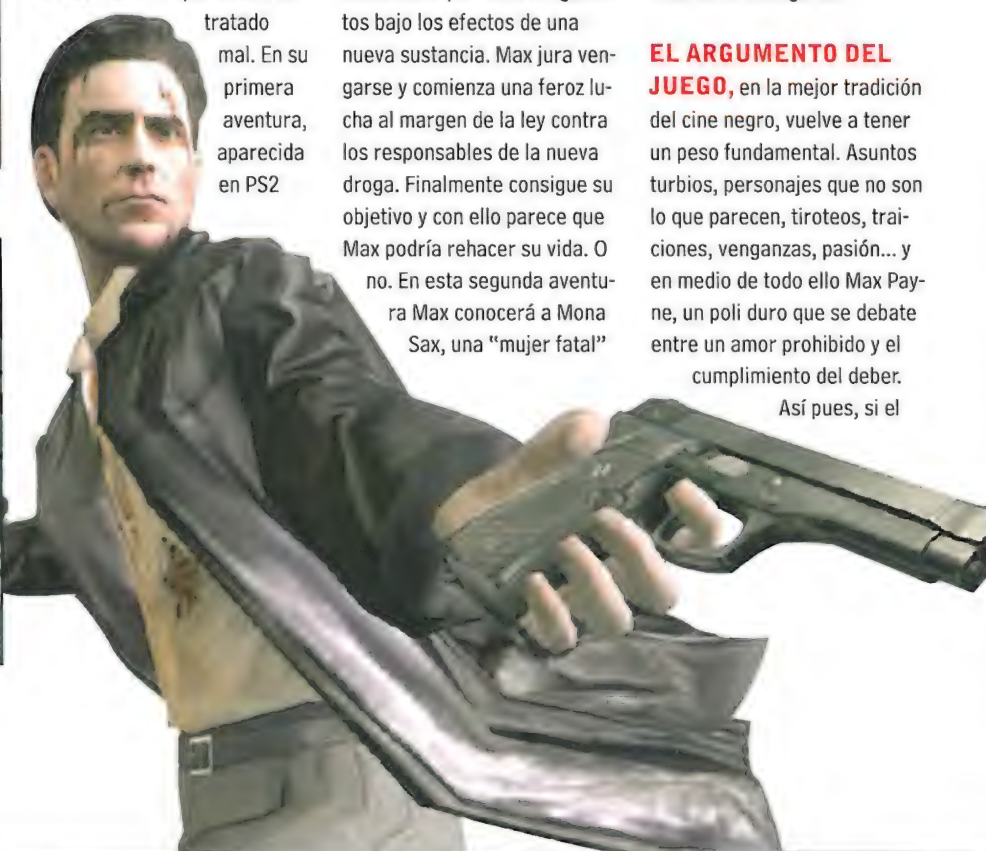 tratado
mal. En su
primera
aventura,
aparecida
en PS2
tos bajo los efectos de una
nueva sustancia. Max jura ven-
garse y comienza una feroz lu-
cha al margen de la ley contra
los responsables de la nueva
droga. Finalmente consigue su
objetivo y con ello parece que
Max podría rehacer su vida. O
no. En esta segunda aventu-
ra Max conocerá a Mona
Sax, una "mujer fatal"
EL ARGUMENTO DEL
JUEGO, en la mejor tradición
del cine negro, vuelve a tener
un peso fundamental. Asuntos
turbios, personajes que no son
lo que parecen, tiroteos, trai-
ciones, venganzas, pasión... y
en medio de todo ello Max Pay-
ne, un poli duro que se debate
entre un amor prohibido y el
cumplimiento del deber.
Así pues, si el